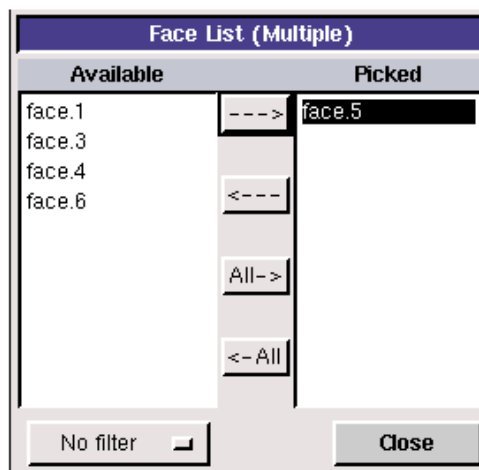 Face List (Multiple)
Available Picked
face.1 ---> face.5
face.3
face.4
face.6 <---
All->
<-All
No filter Close